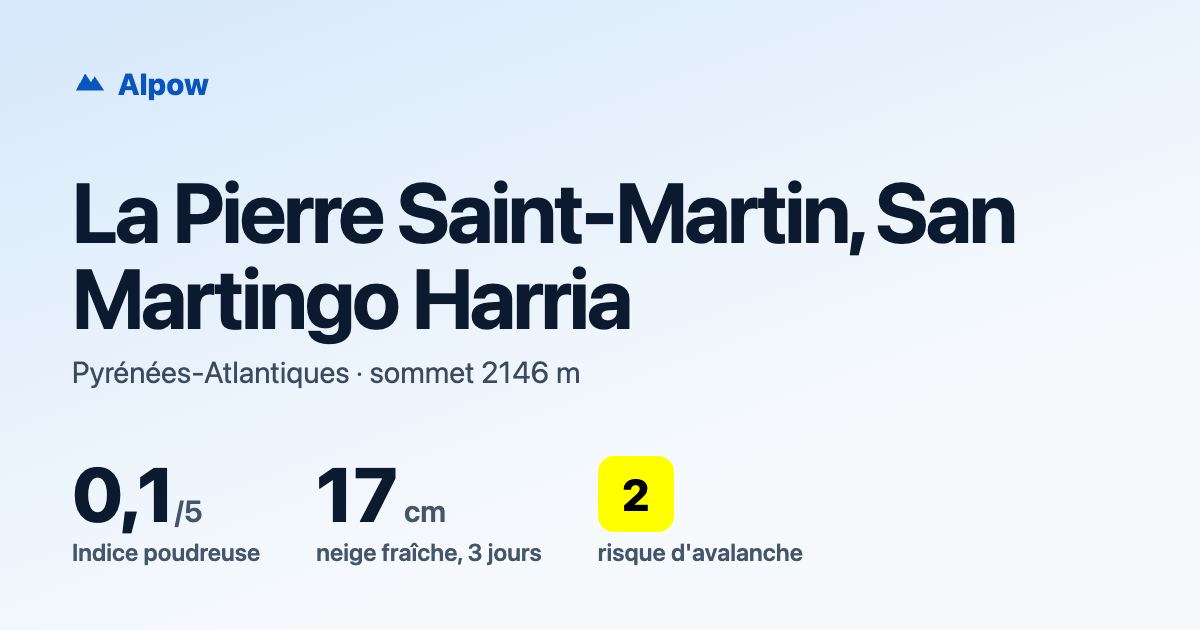 Alpow
La Pierre Saint-Martin, San
Martingo Harria
Pyrénées-Atlantiques · sommet 2146 m
0,1/5
Indice poudreuse
17 cm
neige fraîche, 3 jours
2
risque d'avalanche